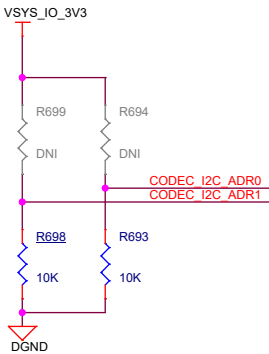 VSYS_IO_3V3
R699
R694
DNI
DNI
CODEC_I2C_ADR0
CODEC_I2C_ADR1
R698
R693
10K
10K
DGND